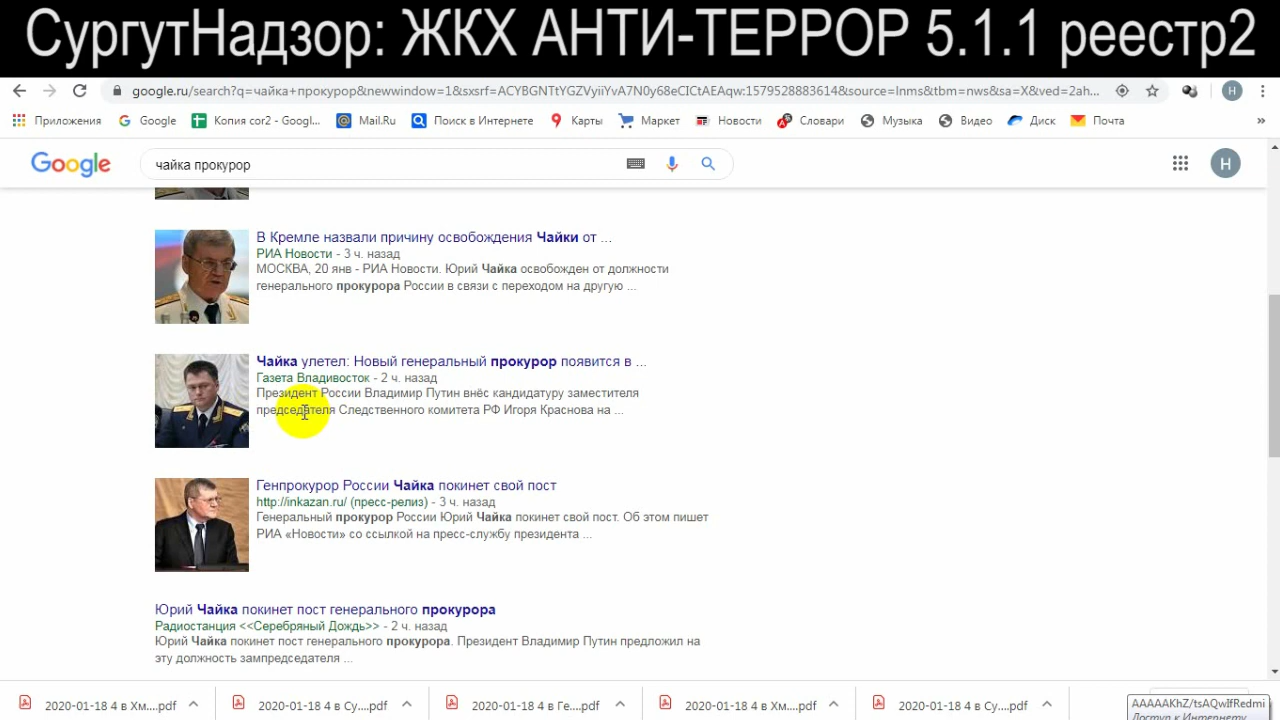 СургутНадзор: ЖКХ АНТИ-ТЕРРОР 5.1.1 реестр2
google.ru/search?q=чайка+прокурор&newwindow=1&sxsrf=ACYBGNTtYGZVyiiYvA7N0y68eCICtAEAqw:1579528883614&source=lnms&tbm=nws&sa=X&ved=2ah...
Н
Приложения Google Копия cor2 - Googl... Mail.Ru Поиск в Интернете Карты Маркет Новости Словари Музыка Видео Диск Почта »
Google чайка прокурор Н
В Кремле назвали причину освобождения Чайки от ...
РИА Новости - 3 ч. назад
МОСКВА, 20 янв - РИА Новости. Юрий Чайка освобожден от должности
генерального прокурора России в связи с переходом на другую ...
Чайка улетел: Новый генеральный прокурор появится в ...
Газета Владивосток - 2 ч. назад
Президент России Владимир Путин внёс кандидатуру заместителя
председателя Следственного комитета РФ Игоря Краснова на ...
Генпрокурор России Чайка покинет свой пост
http://inkazan.ru/ (пресс-релиз) - 3 ч. назад
Генеральный прокурор России Юрий Чайка покинет свой пост. Об этом пишет
РИА «Новости» со ссылкой на пресс-службу президента ...
Юрий Чайка покинет пост генерального прокурора
Радиостанция <<Серебряный Дождь>> - 2 ч. назад
Юрий Чайка покинет пост генерального прокурора. Президент Владимир Путин предложил на
эту должность зампредседателя ...
2020-01-18 4 в Хм....pdf 2020-01-18 4 в Су....pdf 2020-01-18 4 в Ге....pdf 2020-01-18 4 в Хм....pdf 2020-01-18 4 в Су....pdf
AAAAAKhZ/tsAQwIfRedmi
Доступ к Интернету